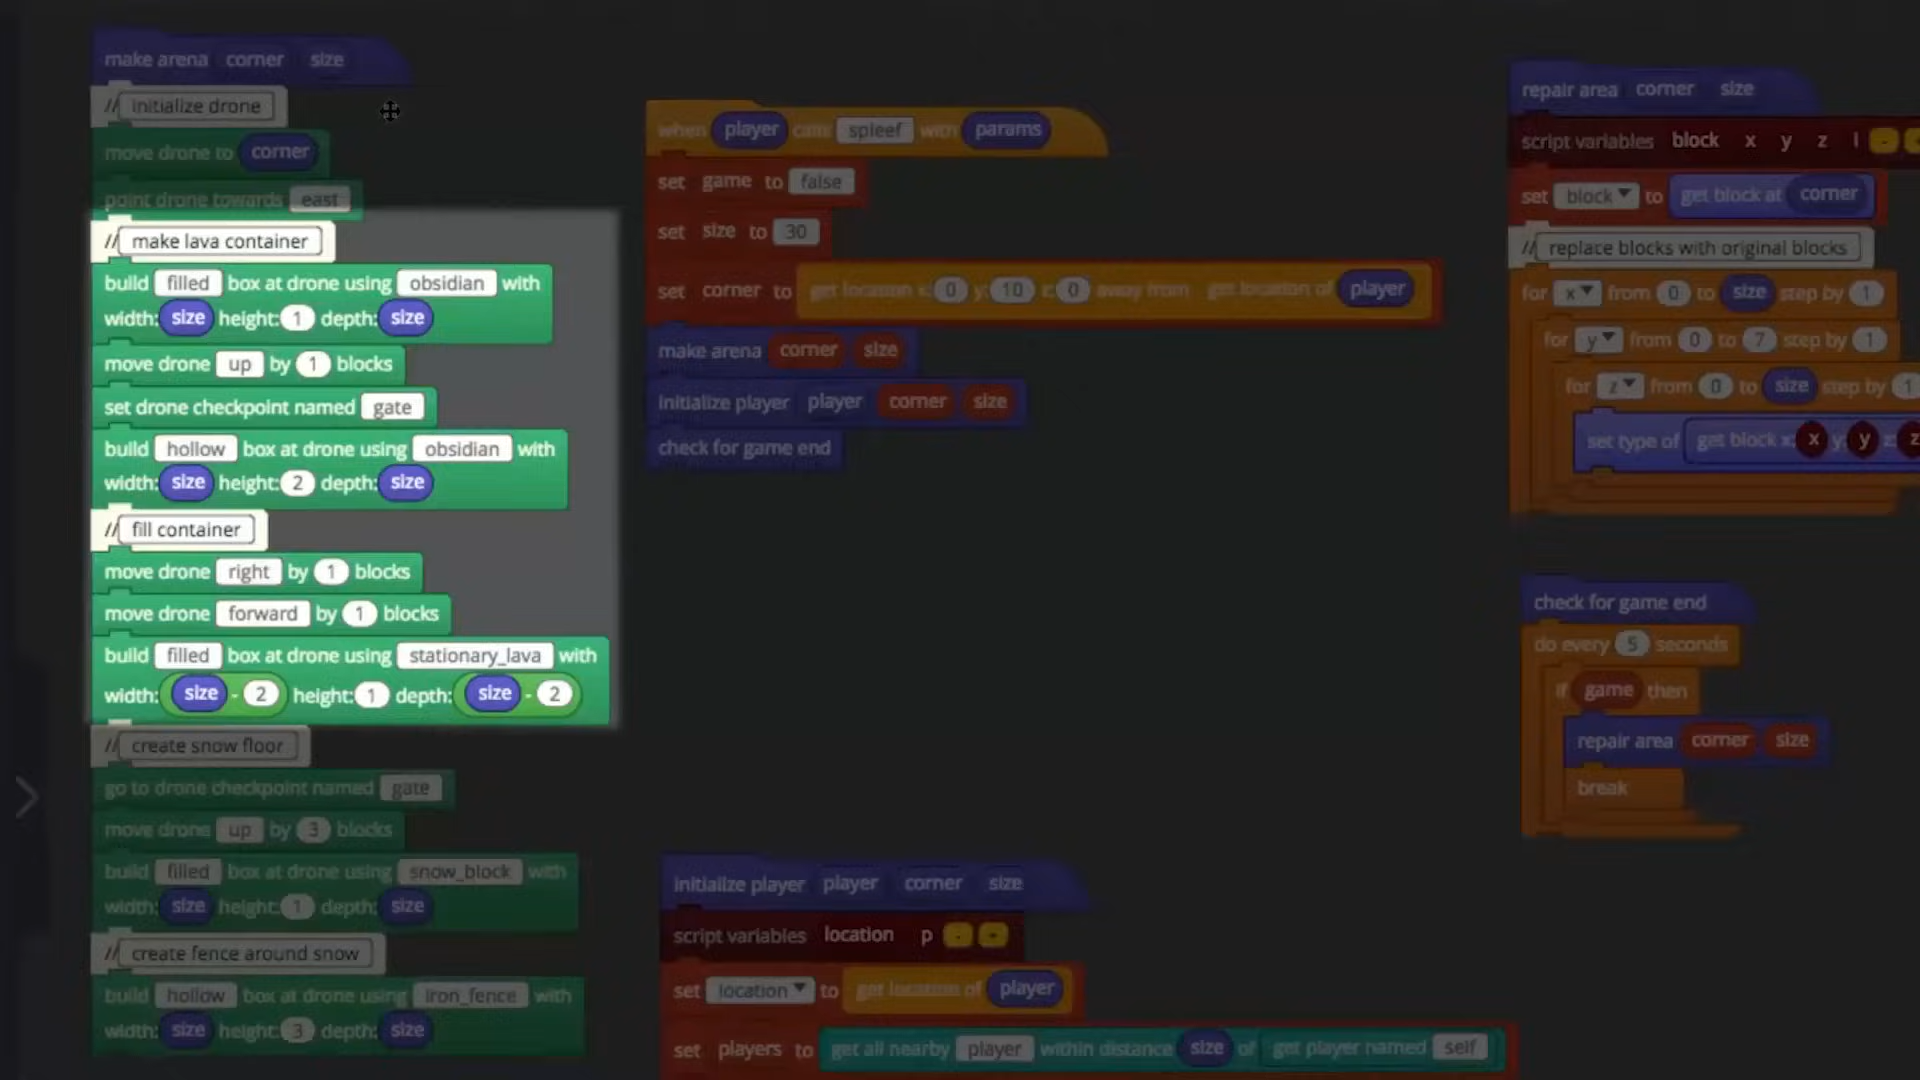 make arena corner size
// initialize drone
move drone to corner
point drone towards east
// make lava container
build filled box at drone using obsidian with
width: size height: 1 depth: size
move drone up by 1 blocks
set drone checkpoint named gate
build hollow box at drone using obsidian with
width: size height: 2 depth: size
// fill container
move drone right by 1 blocks
move drone forward by 1 blocks
build filled box at drone using stationary_lava with
width: size - 2 height: 1 depth: size - 2
// create snow floor
go to drone checkpoint named gate
move drone up by 3 blocks
build filled box at drone using snow_block with
width: size height: 1 depth: size
// create fence around snow
build hollow box at drone using iron_fence with
width: size height: 3 depth: size
when player calls spleef with params
set game to false
set size to 30
set corner to get location x: 0 y: 10 z: 0 away from get location of player
make arena corner size
initialize player player corner size
check for game end
initialize player player corner size
script variables location p
set location to get location of player
set players to get all nearby player within distance size of get player named self
repair area corner size
script variables block x y z l
set block to get block at corner
// replace blocks with original blocks
for x from 0 to size step by 1
for y from 0 to 7 step by 1
for z from 0 to size step by 1
set type of get block x: x y: y z: z
check for game end
do every 5 seconds
if game then
repair area corner size
break